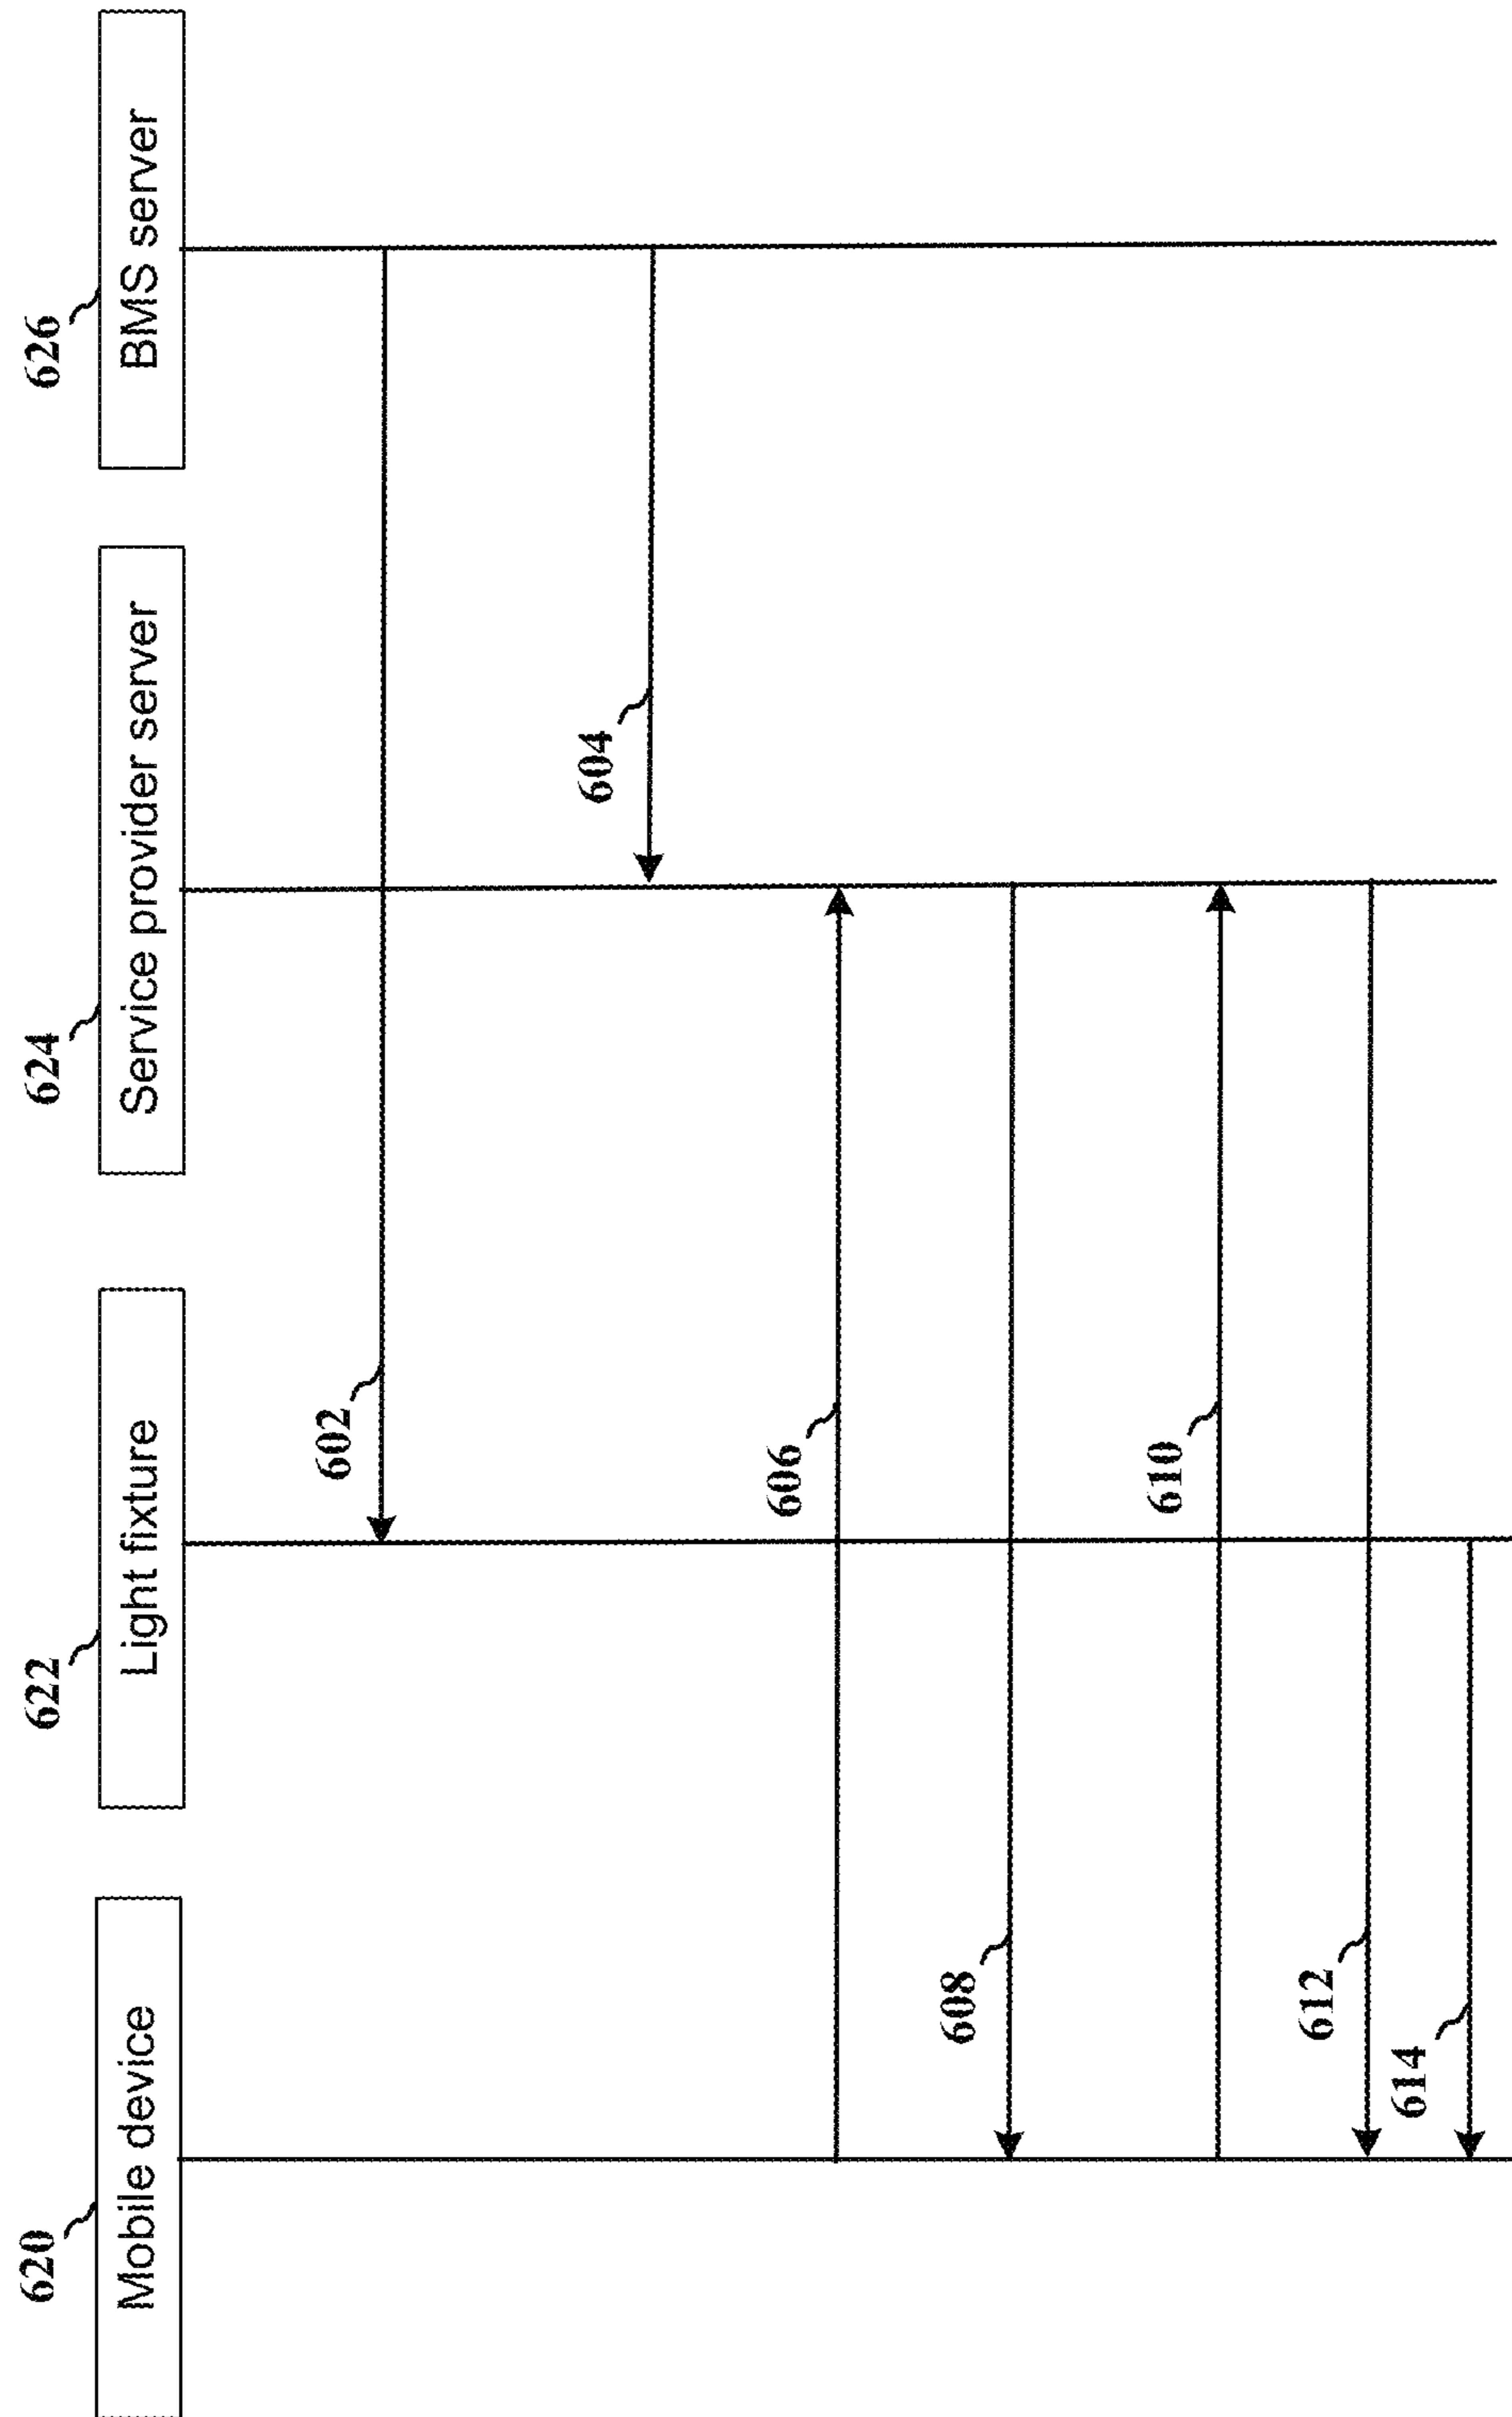 620
622
624
626
Mobile device
Light fixture
Service provider server
BMS server
602
604
606
608
610
612
614